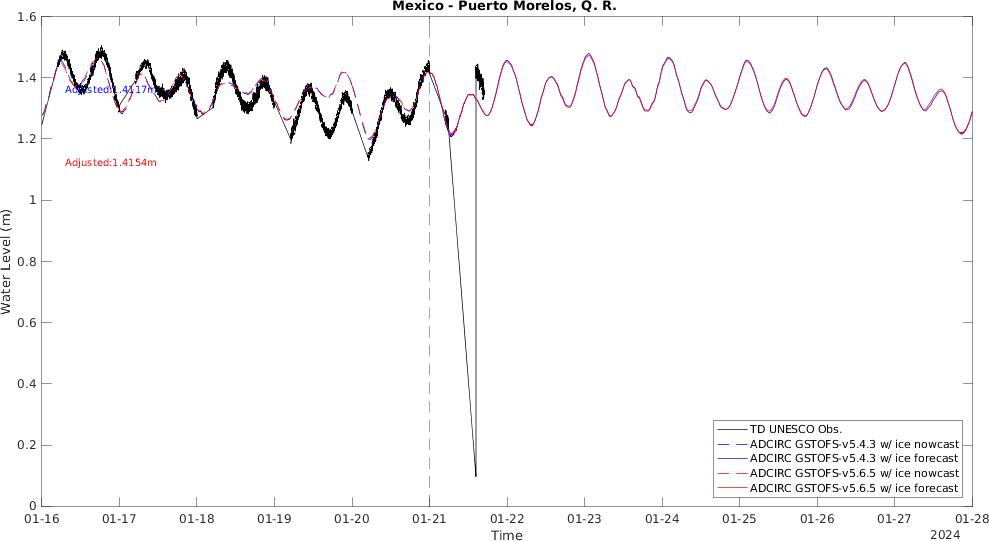 Mexico - Puerto Morelos, Q. R.
1.6
1.4
1.2
1
0.8
0.6
0.4
0.2
0
Water Level (m)
Adjusted:1.4117m
Adjusted:1.4154m
TD UNESCO Obs.
ADCIRC GSTOFS-v5.4.3 w/ ice nowcast
ADCIRC GSTOFS-v5.4.3 w/ ice forecast
ADCIRC GSTOFS-v5.6.5 w/ ice nowcast
ADCIRC GSTOFS-v5.6.5 w/ ice forecast
01-16 01-17 01-18 01-19 01-20 01-21 01-22 01-23 01-24 01-25 01-26 01-27 01-28
Time
2024